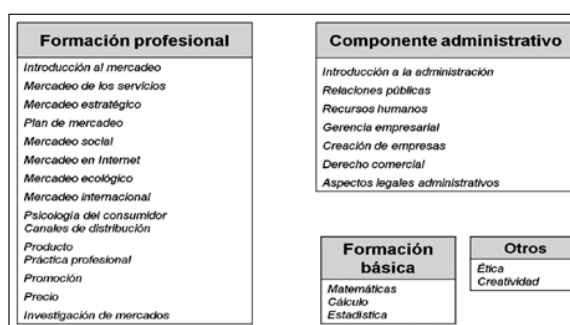 Formación profesional
Introducción al mercadeo
Mercadeo de los servicios
Mercadeo estratégico
Plan de mercadeo
Mercadeo social
Mercadeo en Internet
Mercadeo ecológico
Mercadeo internacional
Psicología del consumidor
Canales de distribución
Producto
Práctica profesional
Promoción
Precio
Investigación de mercados
Componente administrativo
Introducción a la administración
Relaciones públicas
Recursos humanos
Gerencia empresarial
Creación de empresas
Derecho comercial
Aspectos legales administrativos
Formación
básica
Matemáticas
Cálculo
Estadística
Otros
Ética
Creatividad